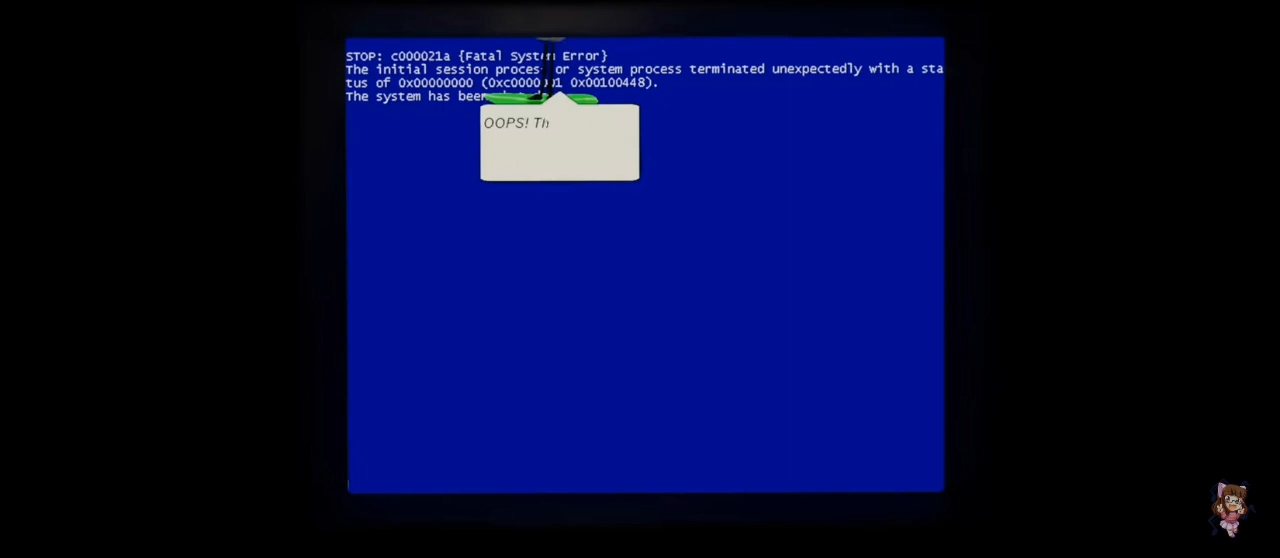 STOP: c000021a {Fatal System Error}
The initial session process or system process terminated unexpectedly with a sta
tus of 0x00000000 (0xc0000001 0x00100448).
The system has been
OOPS! Th